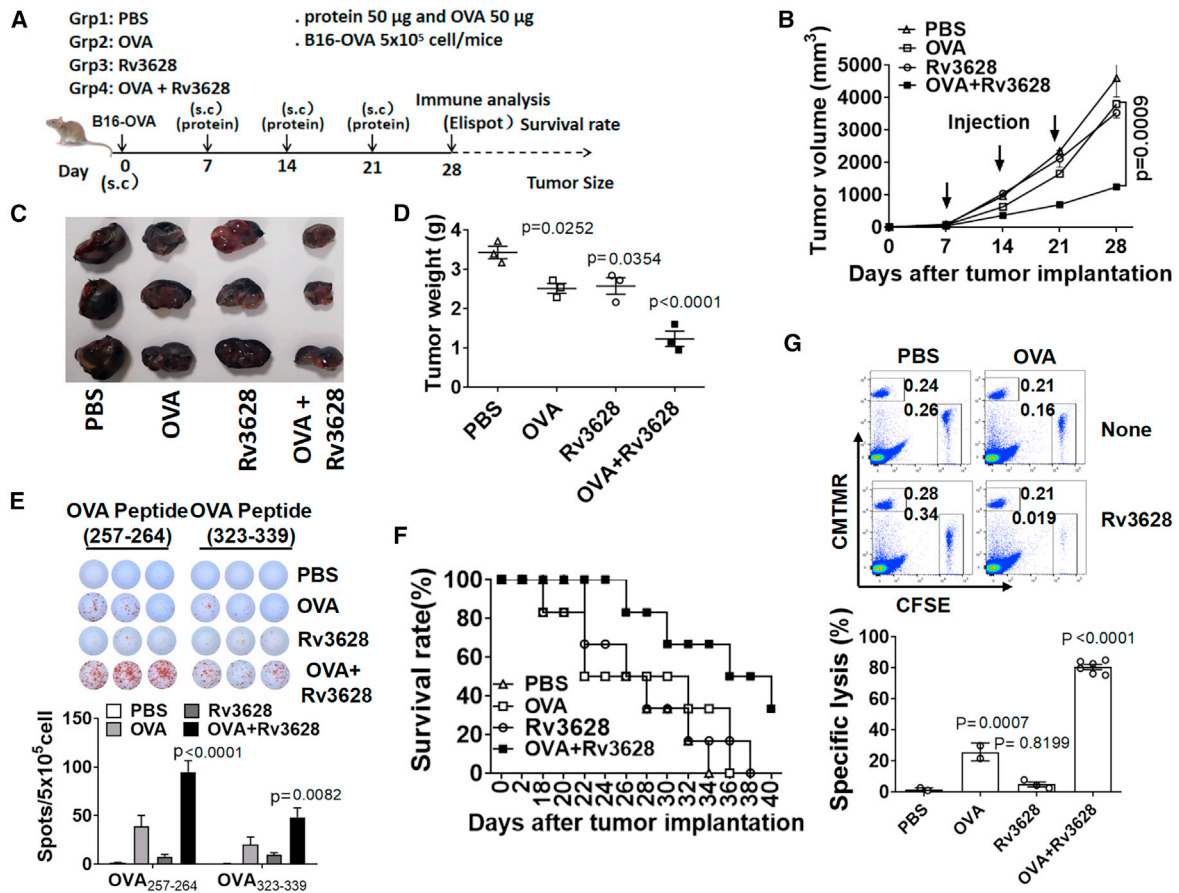 A
Grp1: PBS
Grp2: OVA
Grp3: Rv3628
Grp4: OVA + Rv3628
. protein 50 µg and OVA 50 µg
. B16-OVA 5x10⁵ cell/mice
B16-OVA
(s.c)
(protein)
(s.c)
(protein)
(s.c)
(protein)
Immune analysis
(Elispot)
Survival rate
Day
0
7
14
21
28
(s.c)
Tumor Size
B
PBS
OVA
Rv3628
OVA+Rv3628
Tumor volume (mm³)
5000
4000
3000
2000
1000
0
Injection
p=0.0009
0
7
14
21
28
Days after tumor implantation
C
PBS
OVA
Rv3628
OVA +
Rv3628
D
Tumor weight (g)
4
3
2
1
0
p=0.0252
p=0.0354
p<0.0001
PBS
OVA
Rv3628
OVA+Rv3628
E
OVA Peptide
(257-264)
OVA Peptide
(323-339)
PBS
OVA
Rv3628
OVA+
Rv3628
PBS
OVA
Rv3628
OVA+Rv3628
Spots/5x10⁵cell
150
100
50
0
p<0.0001
p=0.0082
OVA₂₅₇₋₂₆₄
OVA₃₂₃₋₃₃₉
F
Survival rate(%)
100
80
60
40
20
0
PBS
OVA
Rv3628
OVA+Rv3628
0
2
18
20
22
24
26
28
30
32
34
36
38
40
Days after tumor implantation
G
PBS
OVA
0.24
0.26
0.21
0.16
None
0.28
0.34
0.21
0.019
Rv3628
CMTMR
CFSE
Specific lysis (%)
100
80
60
40
20
0
P=0.0007
P= 0.8199
P <0.0001
PBS
OVA
Rv3628
OVA+Rv3628